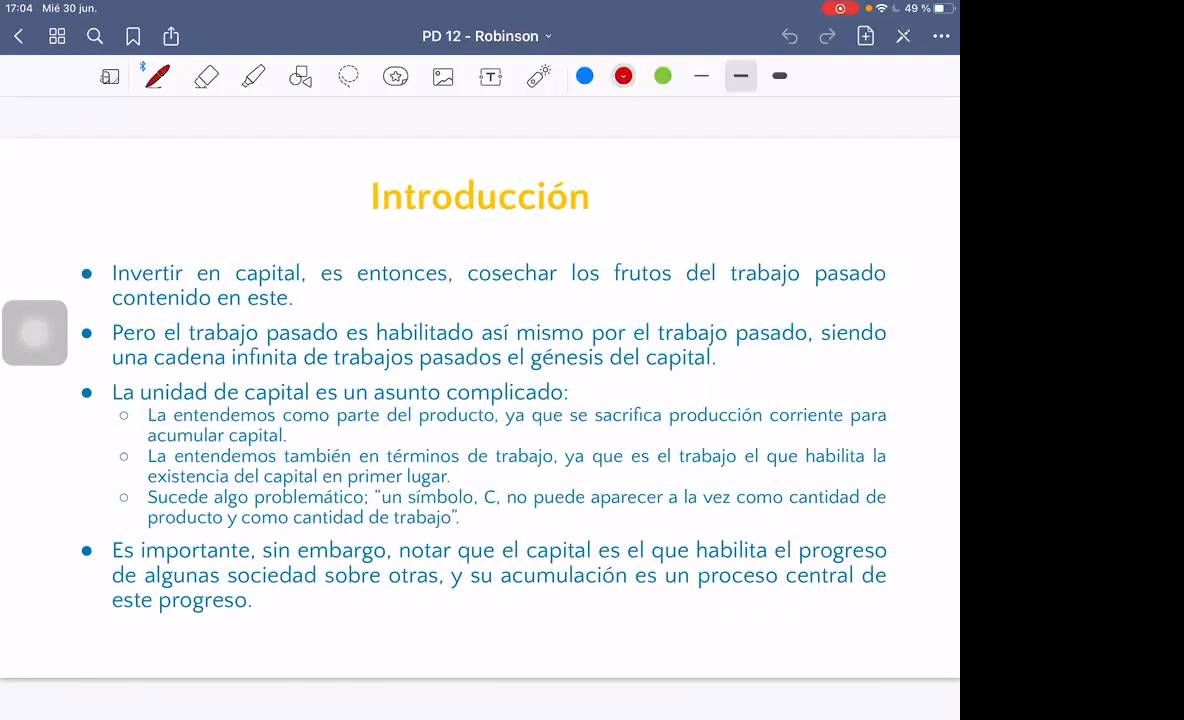 17:04 Mié 30 jun.
49 %
PD 12 - Robinson
T
Introducción
● Invertir en capital, es entonces, cosechar los frutos del trabajo pasado
contenido en este.
● Pero el trabajo pasado es habilitado así mismo por el trabajo pasado, siendo
una cadena infinita de trabajos pasados el génesis del capital.
● La unidad de capital es un asunto complicado:
○ La entendemos como parte del producto, ya que se sacrifica producción corriente para
acumular capital.
○ La entendemos también en términos de trabajo, ya que es el trabajo el que habilita la
existencia del capital en primer lugar.
○ Sucede algo problemático; “un símbolo, C, no puede aparecer a la vez como cantidad de
producto y como cantidad de trabajo”.
● Es importante, sin embargo, notar que el capital es el que habilita el progreso
de algunas sociedad sobre otras, y su acumulación es un proceso central de
este progreso.